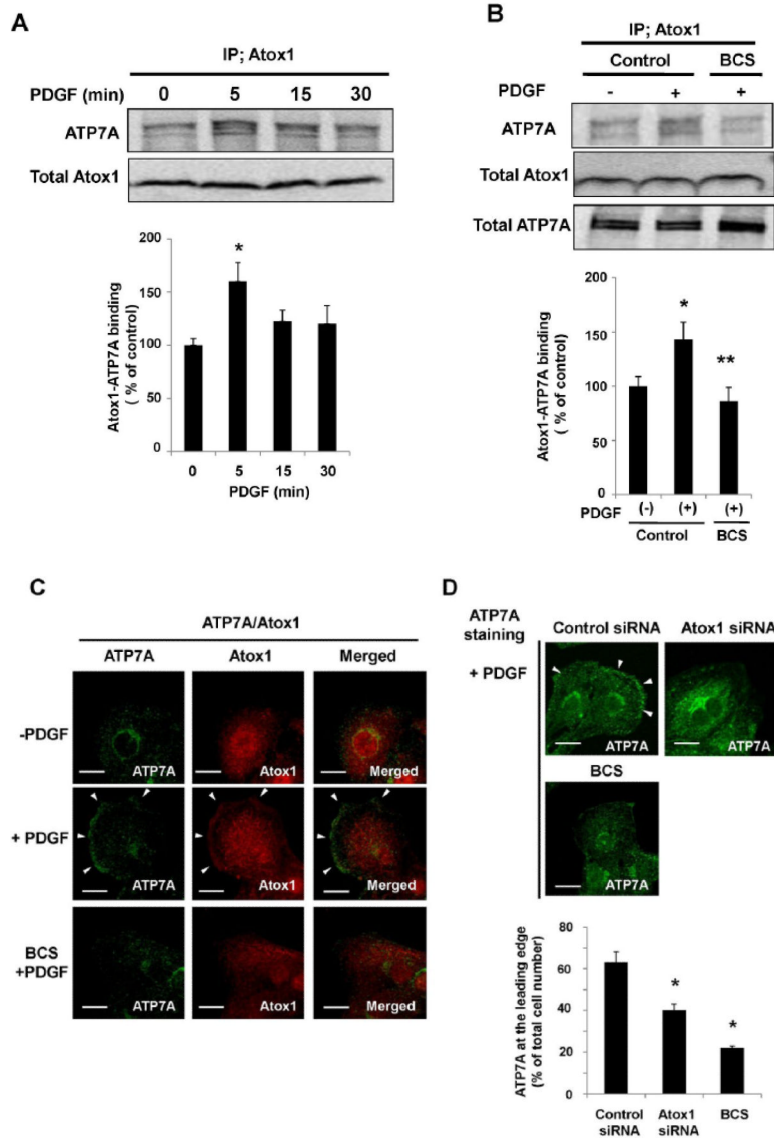 A
IP; Atox1
PDGF (min) 0 5 15 30
ATP7A
Total Atox1
200
150
100
50
0
Atox1-ATP7A binding
( % of control)
*
0 5 15 30
PDGF (min)
B
IP; Atox1
Control BCS
PDGF - + +
ATP7A
Total Atox1
Total ATP7A
200
150
100
50
0
Atox1-ATP7A binding
( % of control)
*
**
PDGF (-) (+) (+)
Control BCS
C
ATP7A/Atox1
ATP7A Atox1 Merged
-PDGF
ATP7A Atox1 Merged
+ PDGF
ATP7A Atox1 Merged
BCS
+PDGF
ATP7A Atox1 Merged
D
ATP7A
staining
Control siRNA Atox1 siRNA
+ PDGF
ATP7A ATP7A
BCS
ATP7A
80
60
40
20
0
ATP7A at the leading edge
(% of total cell number)
*
*
Control
siRNA
Atox1
siRNA
BCS